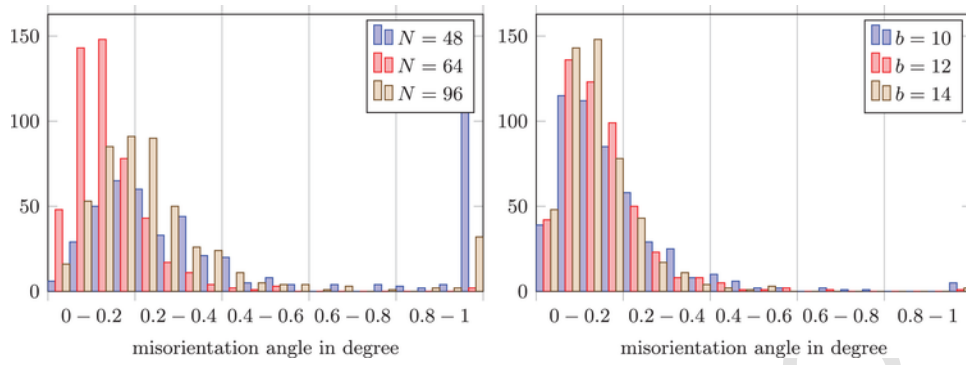 150
100
50
0
N = 48
N = 64
N = 96
0 − 0.2 0.2 − 0.4 0.4 − 0.6 0.6 − 0.8 0.8 − 1
misorientation angle in degree
150
100
50
0
b = 10
b = 12
b = 14
0 − 0.2 0.2 − 0.4 0.4 − 0.6 0.6 − 0.8 0.8 − 1
misorientation angle in degree